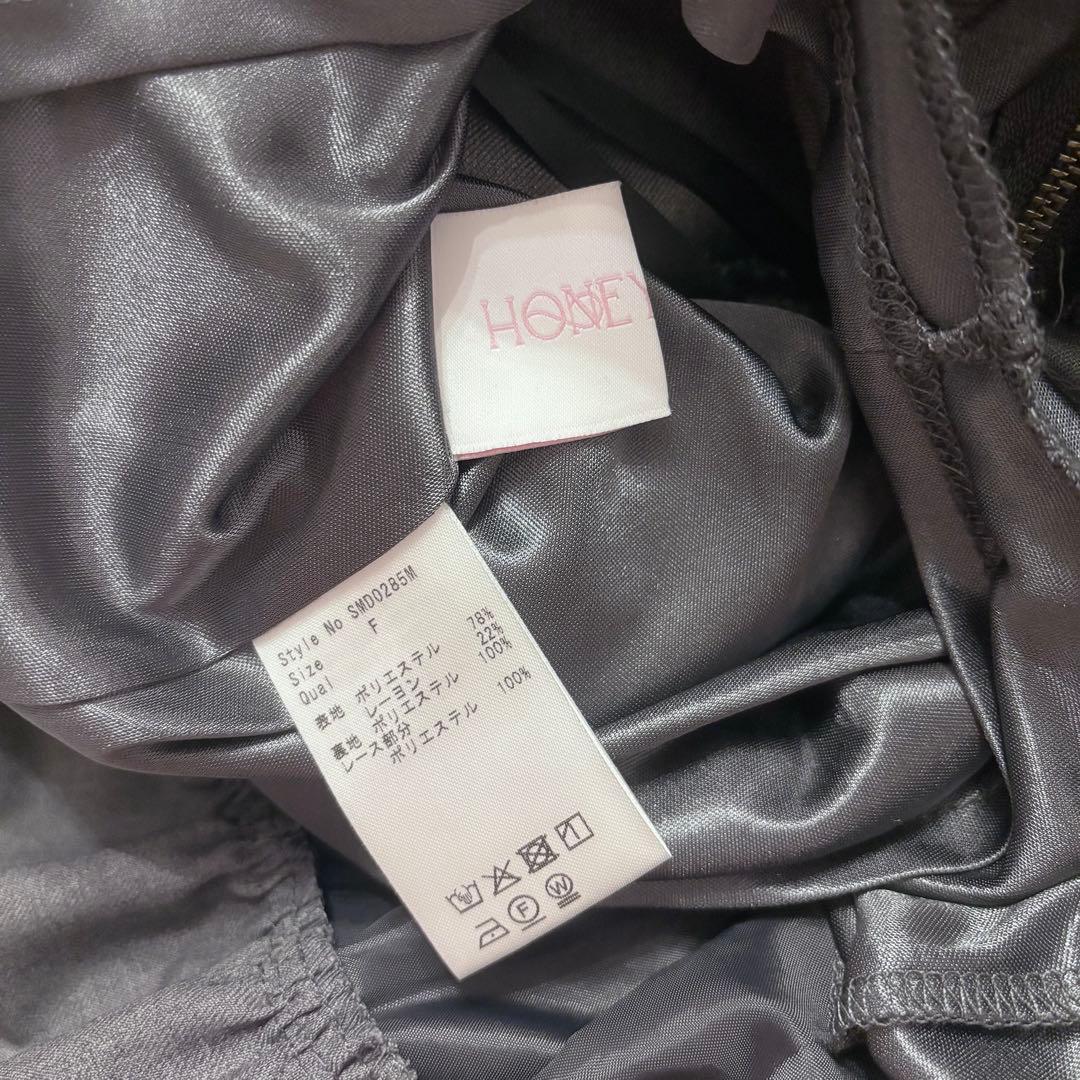 HONEY
Style No SMD0285M
Size F
Qual
表地 ポリエステル 78%
レーヨン 22%
裏地 ポリエステル 100%
レース部分
ポリエステル 100%
F
W